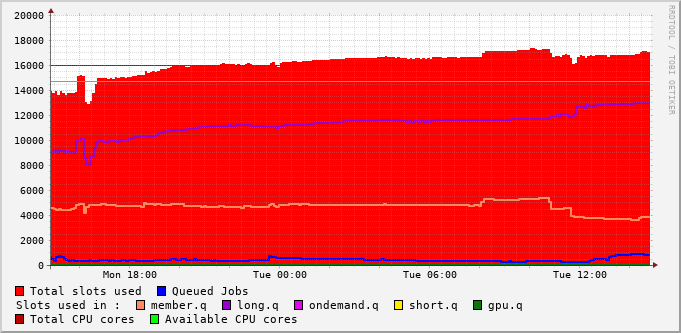 20000
18000
16000
14000
12000
10000
8000
6000
4000
2000
0
Mon 18:00 Tue 00:00 Tue 06:00 Tue 12:00
RRDTOOL / TOBI OETIKER
Total slots used Queued Jobs
Slots used in : member.q long.q ondemand.q short.q gpu.q
Total CPU cores Available CPU cores